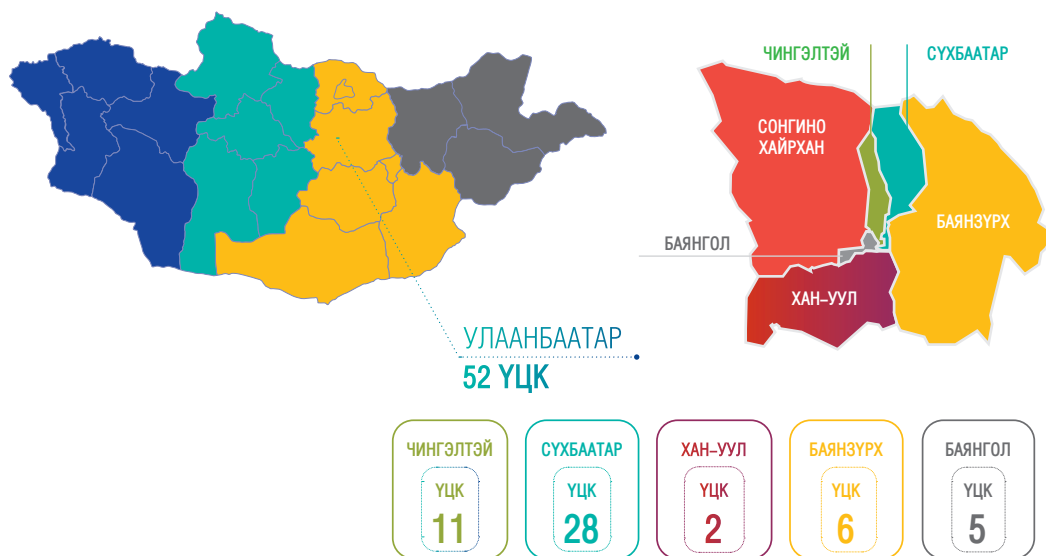 ЧИНГЭЛТЭЙ
СҮХБААТАР
СОНГИНО
ХАЙРХАН
БАЯНЗҮРХ
БАЯНГОЛ
ХАН-УУЛ
УЛААНБААТАР
52 ҮЦК
ЧИНГЭЛТЭЙ
ҮЦК
11
СҮХБААТАР
ҮЦК
28
ХАН-УУЛ
ҮЦК
2
БАЯНЗҮРХ
ҮЦК
6
БАЯНГОЛ
ҮЦК
5